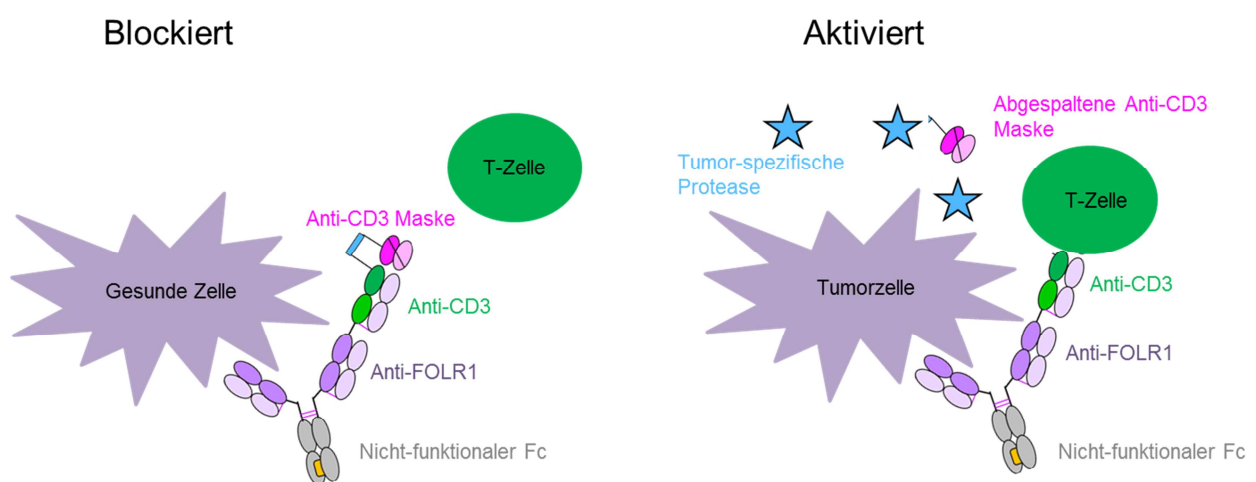 Blockiert
T-Zelle
Anti-CD3 Maske
Gesunde Zelle
Anti-CD3
Anti-FOLR1
Nicht-funktionaler Fc
Aktiviert
Abgespaltene Anti-CD3
Maske
Tumor-spezifische
Protease
T-Zelle
Tumorzelle
Anti-CD3
Anti-FOLR1
Nicht-funktionaler Fc